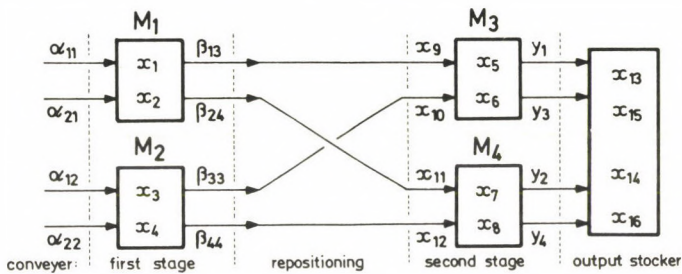 M1 M3
α11 β13 x9 y1
x1 x5 x13
x2 x6 x15
α21 β24 x10 y3
M2 M4
α12 β33 x11 y2
x3 x7 x14
x4 x8 x16
α22 β44 x12 y4
conveyer: first stage repositioning second stage output stocker